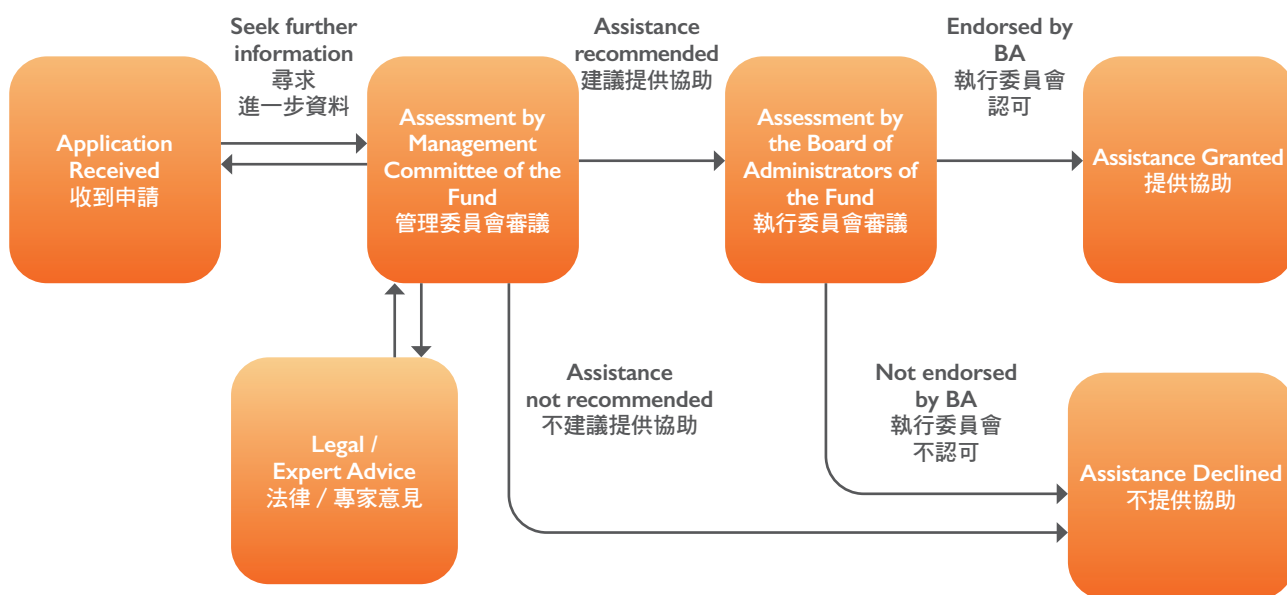 Seek further
information
尋求
進一步資料
Assistance
recommended
建議提供協助
Endorsed by
BA
執行委員會
認可
Application
Received
收到申請
Assessment by
Management
Committee of the
Fund
管理委員會審議
Assessment by
the Board of
Administrators of
the Fund
執行委員會審議
Assistance Granted
提供協助
Legal /
Expert Advice
法律 / 專家意見
Assistance
not recommended
不建議提供協助
Not endorsed
by BA
執行委員會
不認可
Assistance Declined
不提供協助